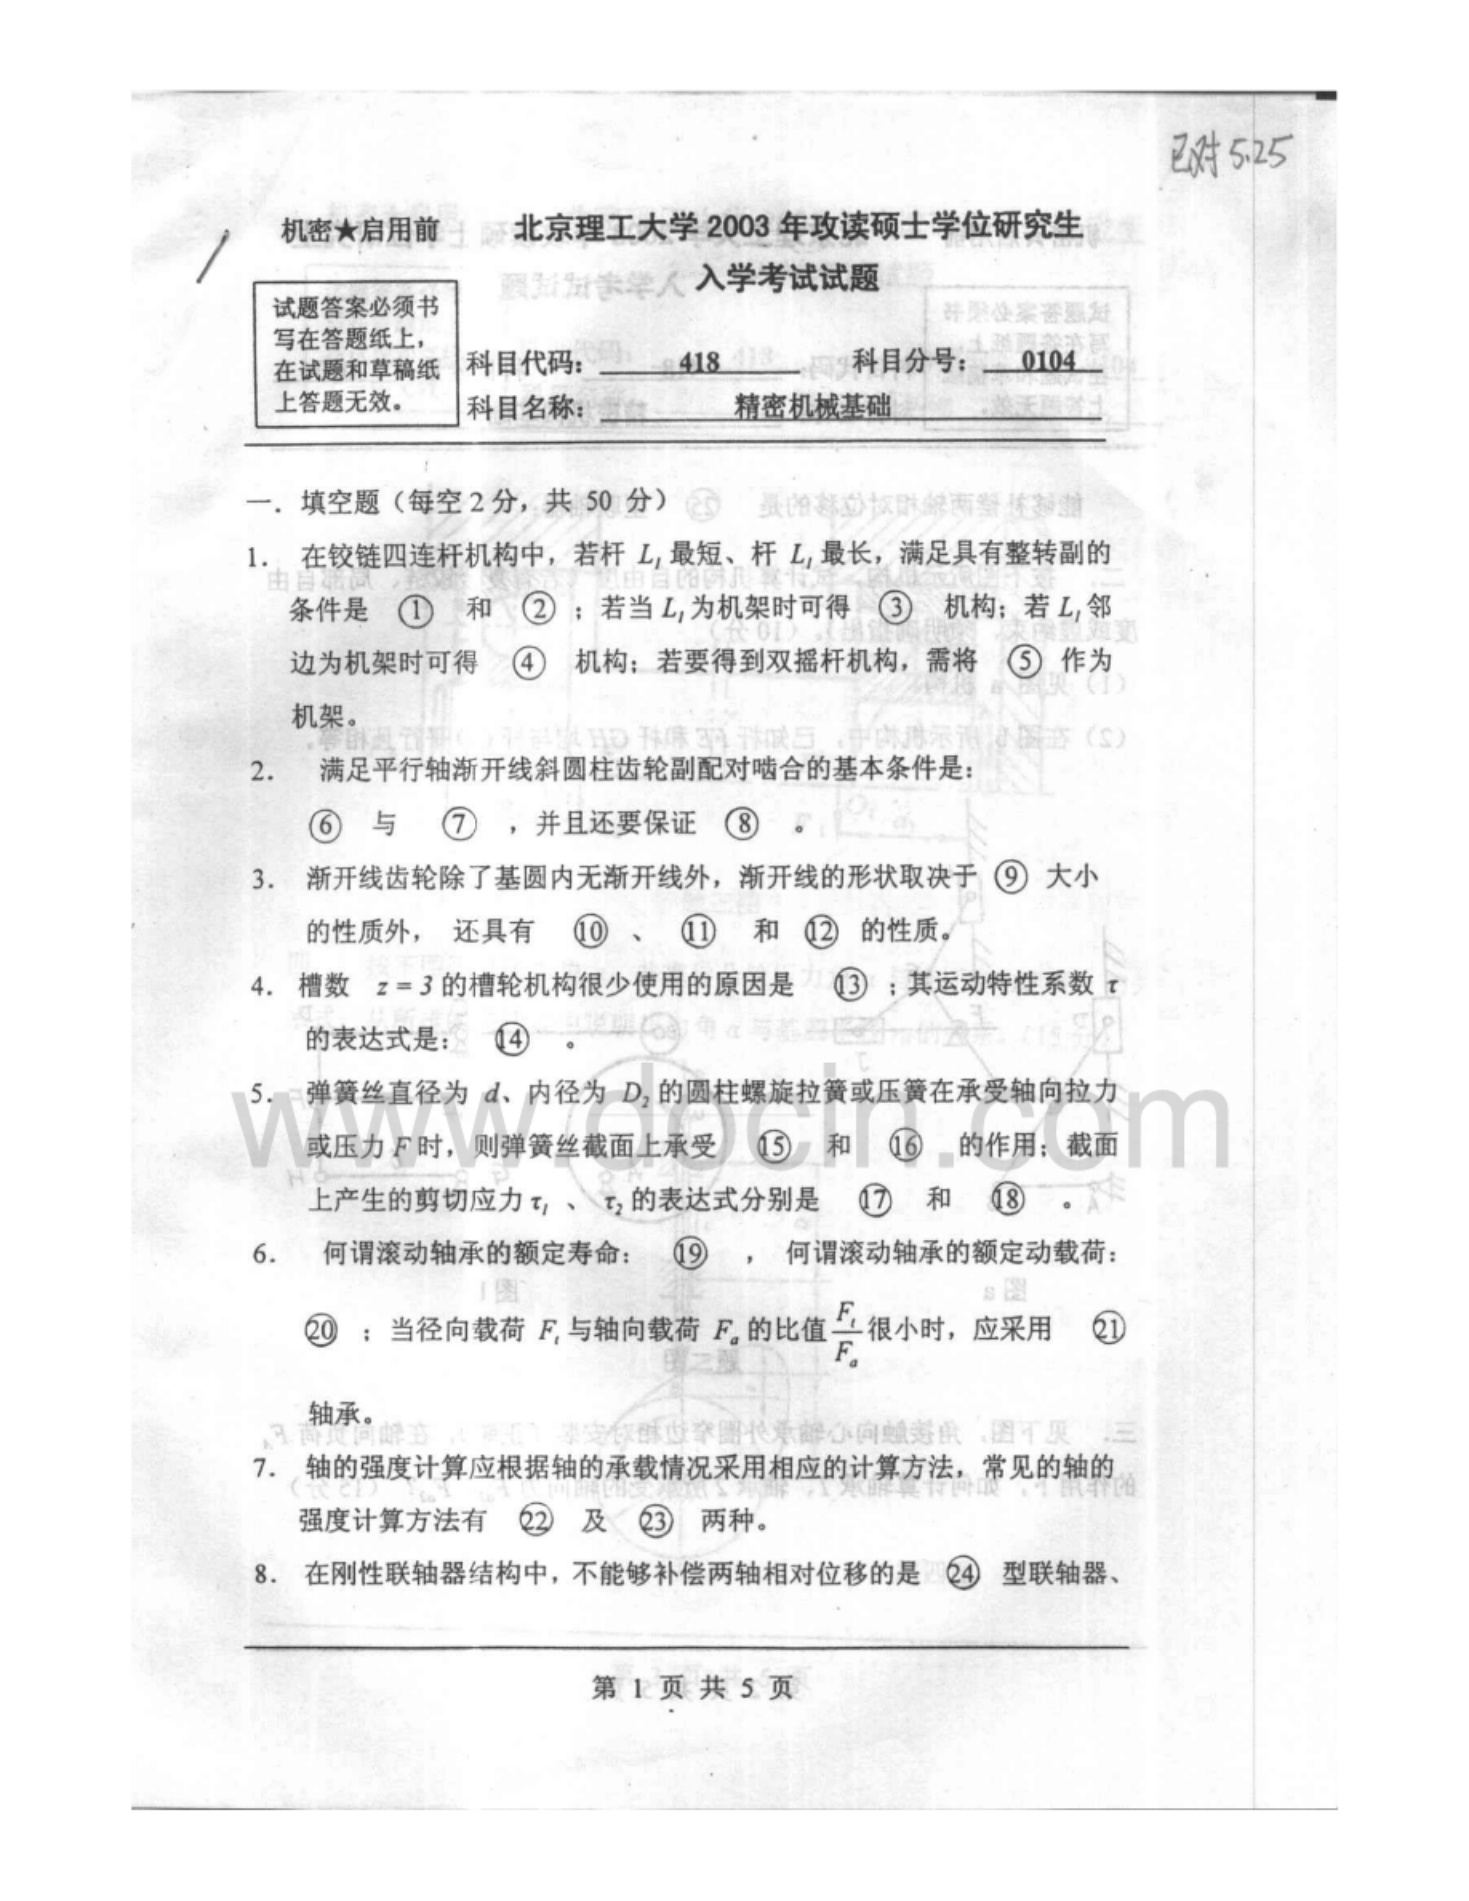 已对 5.25
机密★启用前 北京理工大学 2003 年攻读硕士学位研究生
入学考试试题
试题答案必须书
写在答题纸上，
在试题和草稿纸
上答题无效。
科目代码： 418 科目分号： 0104
科目名称： 精密机械基础
一．填空题（每空 2 分，共 50 分）
1． 在铰链四连杆机构中，若杆 L₁ 最短、杆 L₁ 最长，满足具有整转副的
条件是 ① 和 ② ；若当 L₁ 为机架时可得 ③ 机构；若 L₁ 邻
边为机架时可得 ④ 机构；若要得到双摇杆机构，需将 ⑤ 作为
机架。
2． 满足平行轴渐开线斜圆柱齿轮副配对啮合的基本条件是：
⑥ 与 ⑦ ，并且还要保证 ⑧ 。
3． 渐开线齿轮除了基圆内无渐开线外，渐开线的形状取决于 ⑨ 大小
的性质外， 还具有 ⑩ 、 ⑪ 和 ⑫ 的性质。
4．槽数 z = 3 的槽轮机构很少使用的原因是 ⑬ ；其运动特性系数 τ
的表达式是： ⑭ 。
5． 弹簧丝直径为 d、内径为 D₂ 的圆柱螺旋拉簧或压簧在承受轴向拉力
或压力 F 时，则弹簧丝截面上承受 ⑮ 和 ⑯ 的作用；截面
上产生的剪切应力 τ₁ 、 τ₂ 的表达式分别是 ⑰ 和 ⑱ 。
6． 何谓滚动轴承的额定寿命： ⑲ ， 何谓滚动轴承的额定动载荷：
⑳ ；当径向载荷 Fₜ 与轴向载荷 Fₐ 的比值 Fₜ/Fₐ 很小时，应采用 ㉑
轴承。
7． 轴的强度计算应根据轴的承载情况采用相应的计算方法，常见的轴的
强度计算方法有 ㉒ 及 ㉓ 两种。
8． 在刚性联轴器结构中，不能够补偿两轴相对位移的是 ㉔ 型联轴器、
第 1 页 共 5 页
www.docin.com